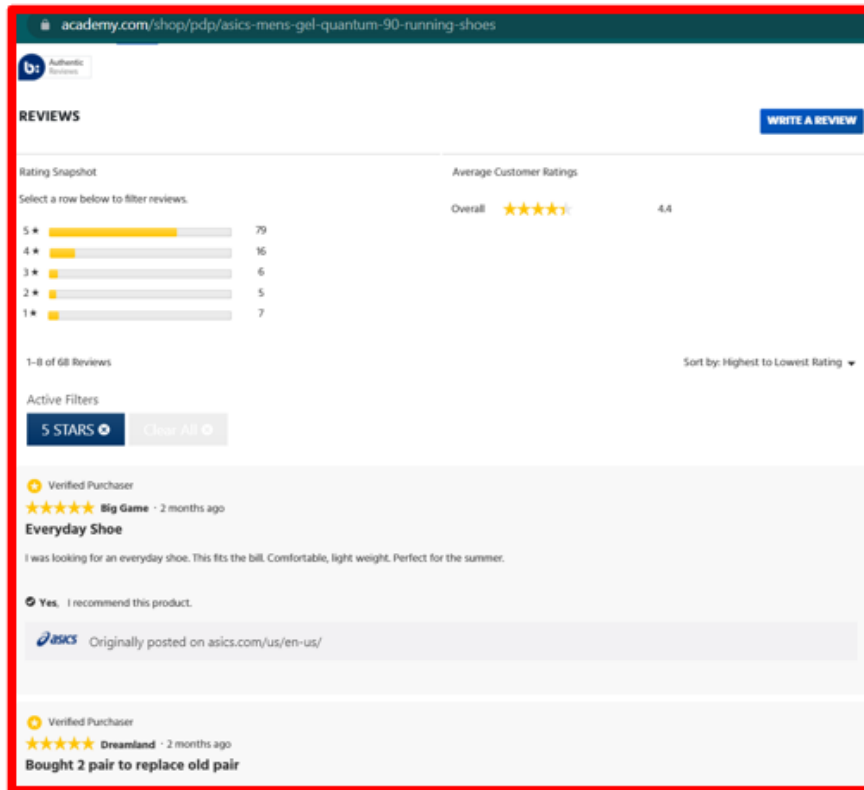 academy.com/shop/pdp/asics-mens-gel-quantum-90-running-shoes
b:
Authentic
Reviews
REVIEWS
WRITE A REVIEW
Rating Snapshot
Average Customer Ratings
Select a row below to filter reviews.
Overall ★★★★★ 4.4
5 ★ 79
4 ★ 16
3 ★ 6
2 ★ 5
1 ★ 7
1–8 of 68 Reviews
Sort by: Highest to Lowest Rating
Active Filters
5 STARS
Clear All
Verified Purchaser
★★★★★ Big Game · 2 months ago
Everyday Shoe
I was looking for an everyday shoe. This fits the bill. Comfortable, light weight. Perfect for the summer.
Yes, I recommend this product.
asics Originally posted on asics.com/us/en-us/
Verified Purchaser
★★★★★ Dreamland · 2 months ago
Bought 2 pair to replace old pair